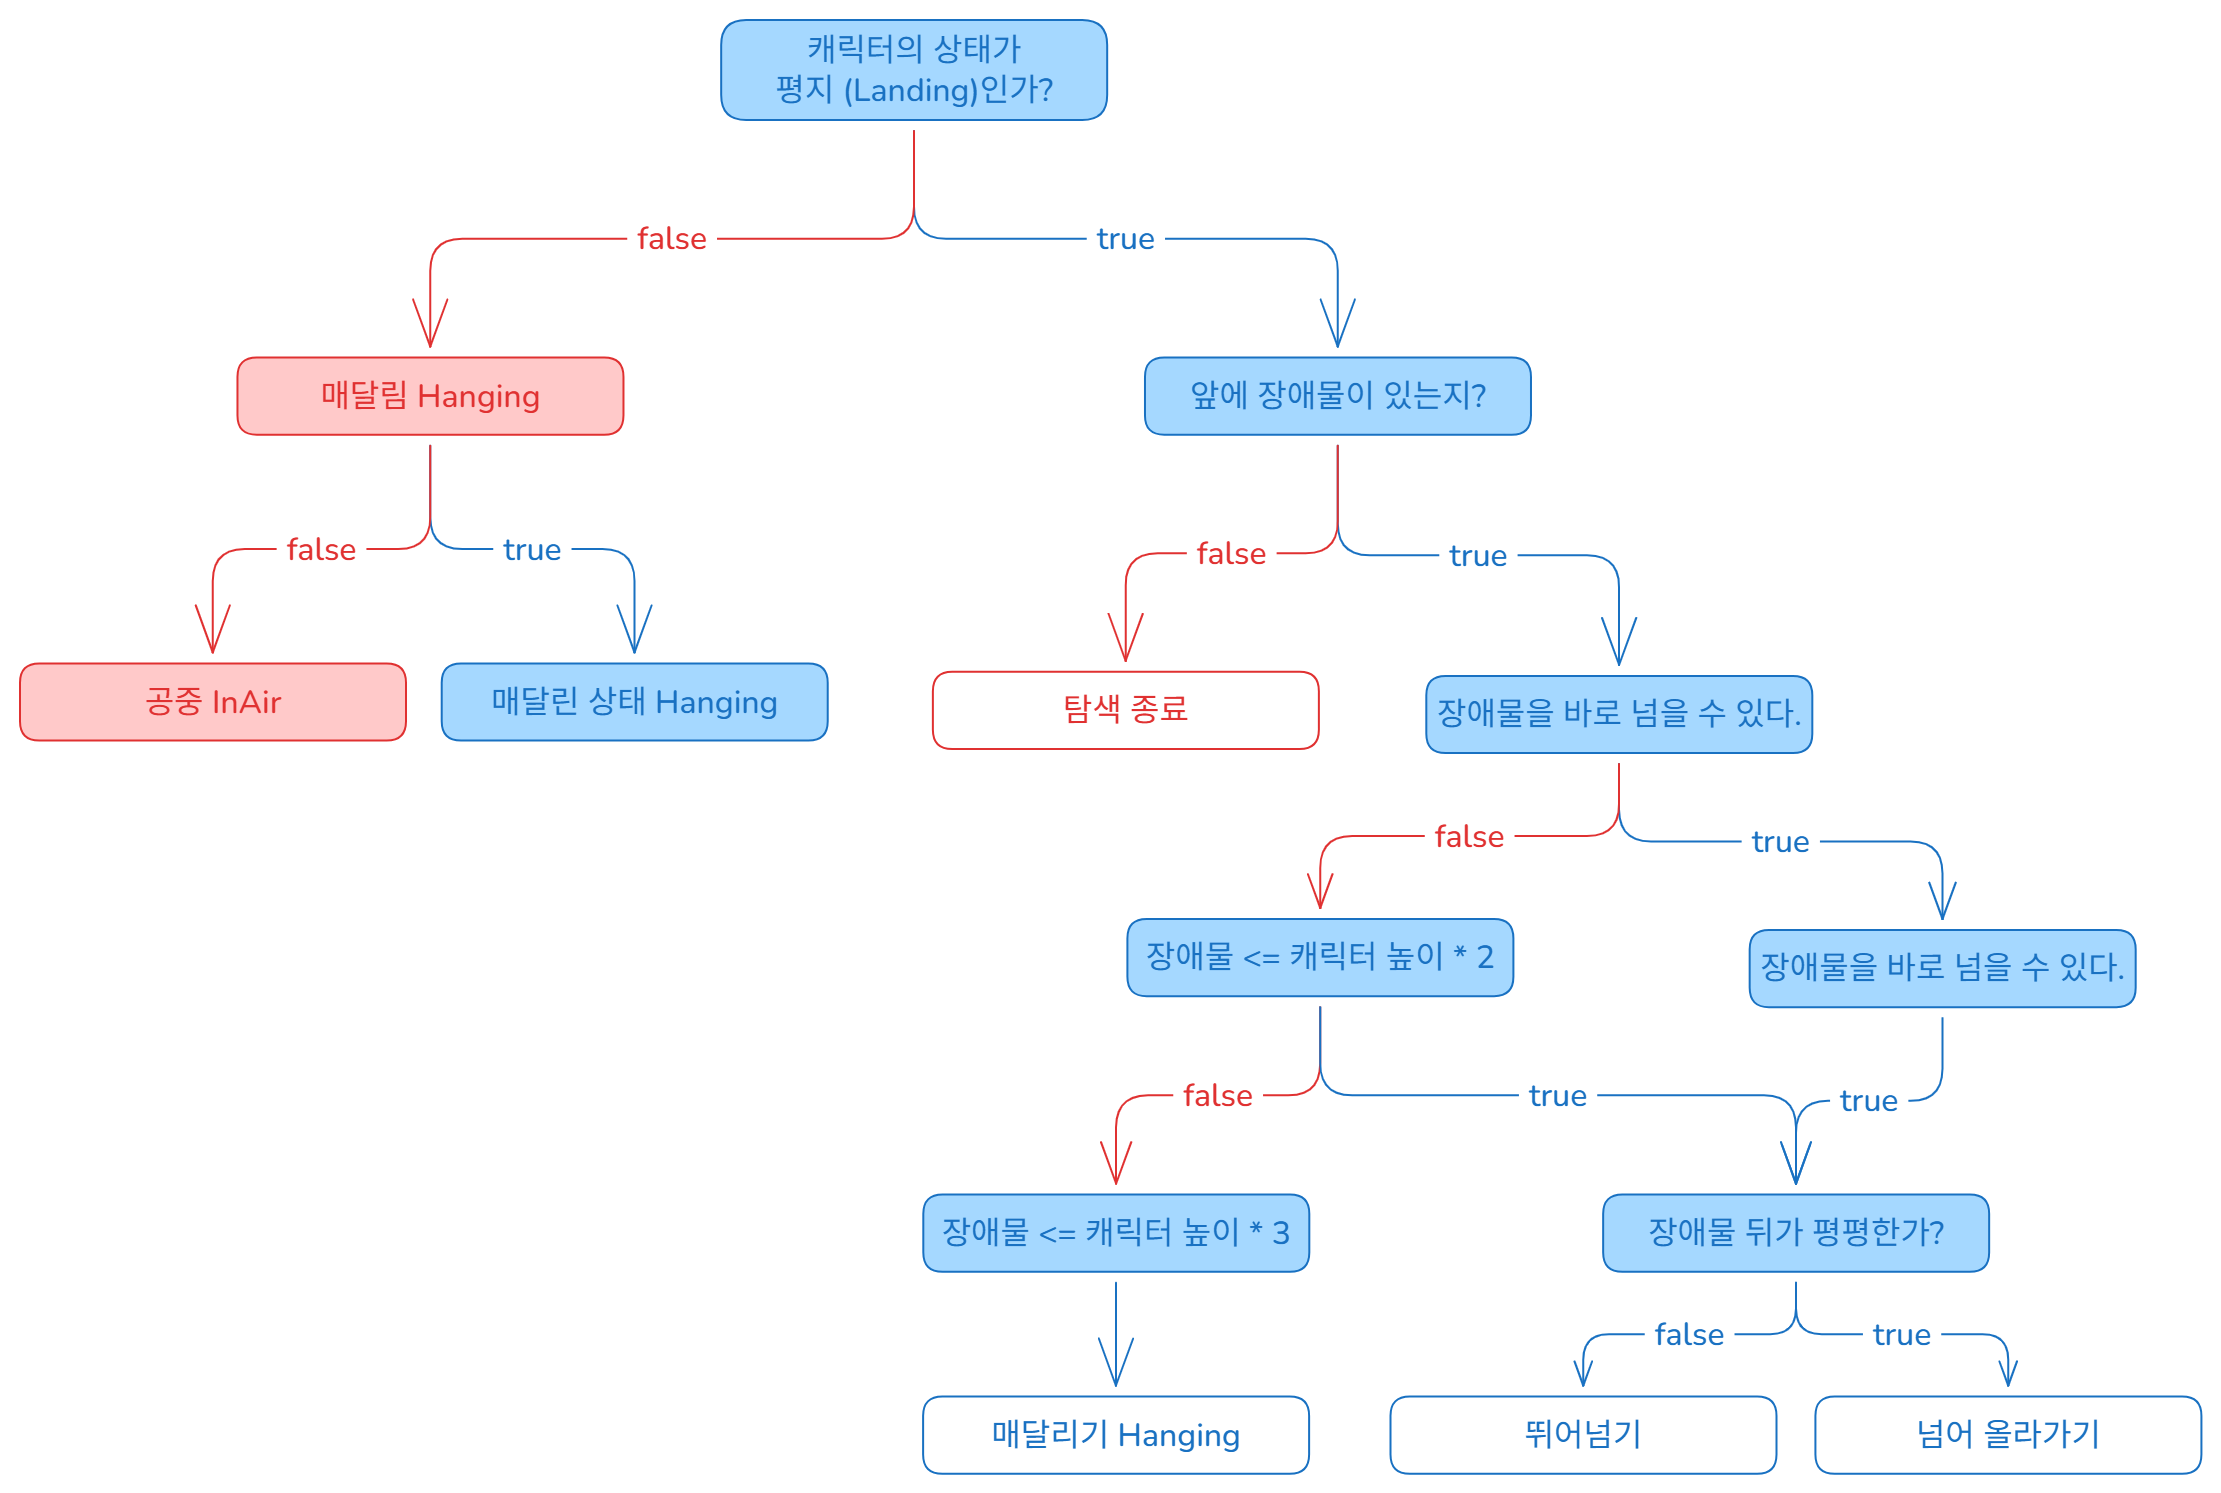 캐릭터의 상태가
평지 (Landing)인가?
false
true
매달림 Hanging
앞에 장애물이 있는지?
false
true
false
true
공중 InAir
매달린 상태 Hanging
탐색 종료
장애물을 바로 넘을 수 있다.
false
true
장애물 <= 캐릭터 높이 * 2
장애물을 바로 넘을 수 있다.
false
true
true
장애물 <= 캐릭터 높이 * 3
장애물 뒤가 평평한가?
false
true
매달리기 Hanging
뛰어넘기
넘어 올라가기